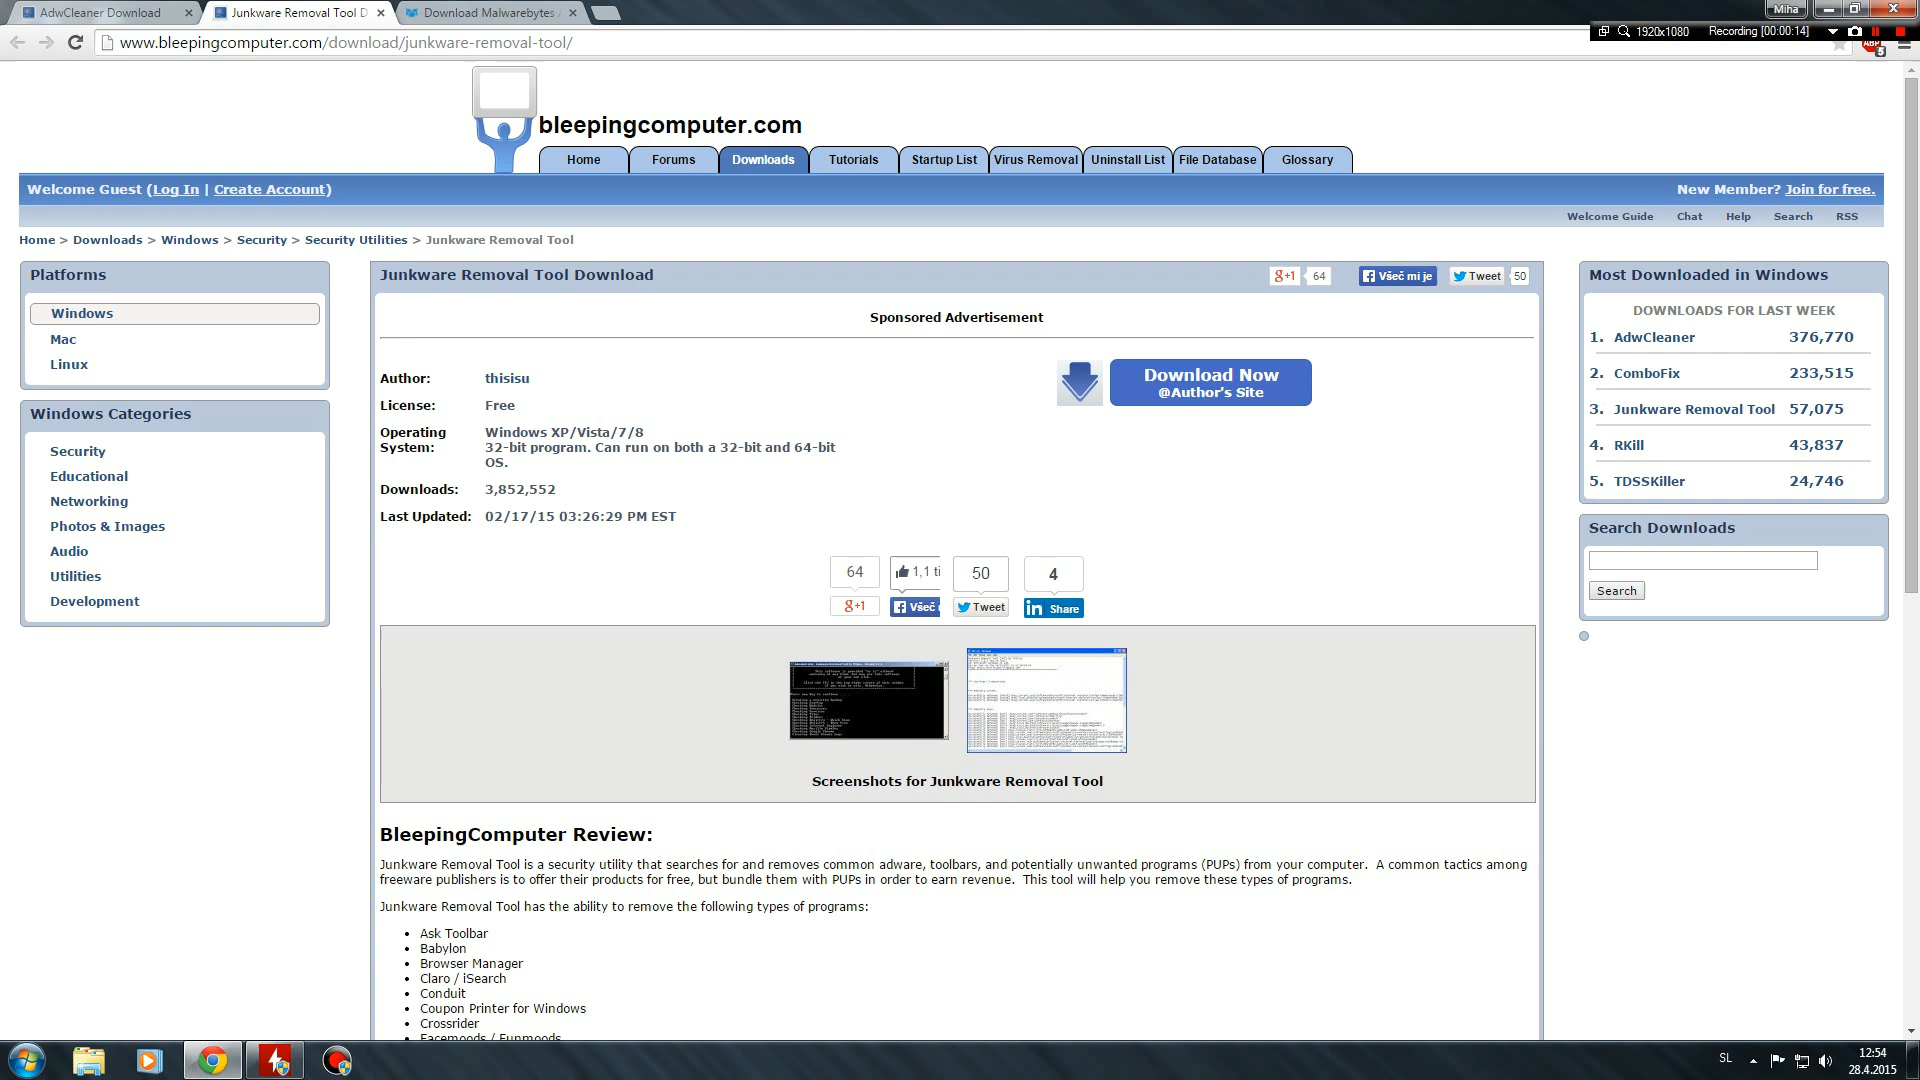 AdwCleaner Download
Junkware Removal Tool D
Download Malwarebytes
Miha
www.bleepingcomputer.com/download/junkware-removal-tool/
1920x1080
Recording [00:00:14]
ABP
bleepingcomputer.com
Home
Forums
Downloads
Tutorials
Startup List
Virus Removal
Uninstall List
File Database
Glossary
Welcome Guest (Log In | Create Account)
New Member? Join for free.
Welcome Guide
Chat
Help
Search
RSS
Home > Downloads > Windows > Security > Security Utilities > Junkware Removal Tool
Platforms
Windows
Mac
Linux
Windows Categories
Security
Educational
Networking
Photos & Images
Audio
Utilities
Development
Junkware Removal Tool Download
g+1
64
Všeč mi je
Tweet
50
Sponsored Advertisement
Author: thisisu
License: Free
Operating System: Windows XP/Vista/7/8
32-bit program. Can run on both a 32-bit and 64-bit
OS.
Downloads: 3,852,552
Last Updated: 02/17/15 03:26:29 PM EST
Download Now
@Author's Site
64
1,1 ti
50
4
g+1
Všeč
Tweet
in Share
Screenshots for Junkware Removal Tool
BleepingComputer Review:
Junkware Removal Tool is a security utility that searches for and removes common adware, toolbars, and potentially unwanted programs (PUPs) from your computer. A common tactics among
freeware publishers is to offer their products for free, but bundle them with PUPs in order to earn revenue. This tool will help you remove these types of programs.
Junkware Removal Tool has the ability to remove the following types of programs:
Ask Toolbar
Babylon
Browser Manager
Claro / iSearch
Conduit
Coupon Printer for Windows
Crossrider
Facemoods / Funmoods
Most Downloaded in Windows
DOWNLOADS FOR LAST WEEK
1. AdwCleaner 376,770
2. ComboFix 233,515
3. Junkware Removal Tool 57,075
4. RKill 43,837
5. TDSSKiller 24,746
Search Downloads
Search
SL
12:54
28.4.2015